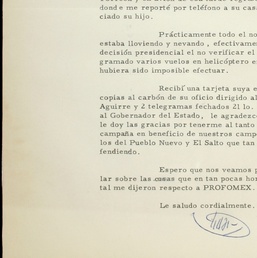 donde me reporté por teléfono a su cas
ciado su hijo.
Prácticamente todo el no
estaba lloviendo y nevando, efectivame
decisión presidencial el no verificar el
gramado varios vuelos en helicóptero e
hubiera sido imposible efectuar.
Recibí una tarjeta suya e
copias al carbón de su oficio dirigido al
Aguirre y 2 telegramas fechados 21 lo.
al Gobernador del Estado, le agradezc
le doy las gracias por tenerme al tanto
campaña en beneficio de nuestros camp
los del Pueblo Nuevo y El Salto que tan
fendiendo.
Espero que nos veamos p
lar sobre las cosas que en tan pocas hor
tal me dijeron respecto a PROFOMEX.
Le saludo cordialmente.